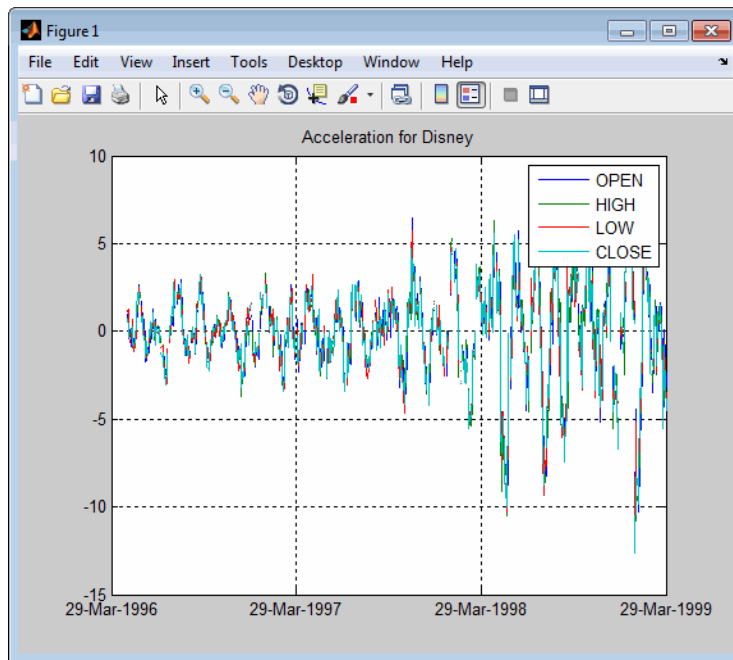 Figure 1
File Edit View Insert Tools Desktop Window Help
Acceleration for Disney
10
5
0
-5
-10
-15
29-Mar-1996 29-Mar-1997 29-Mar-1998 29-Mar-1999
OPEN
HIGH
LOW
CLOSE